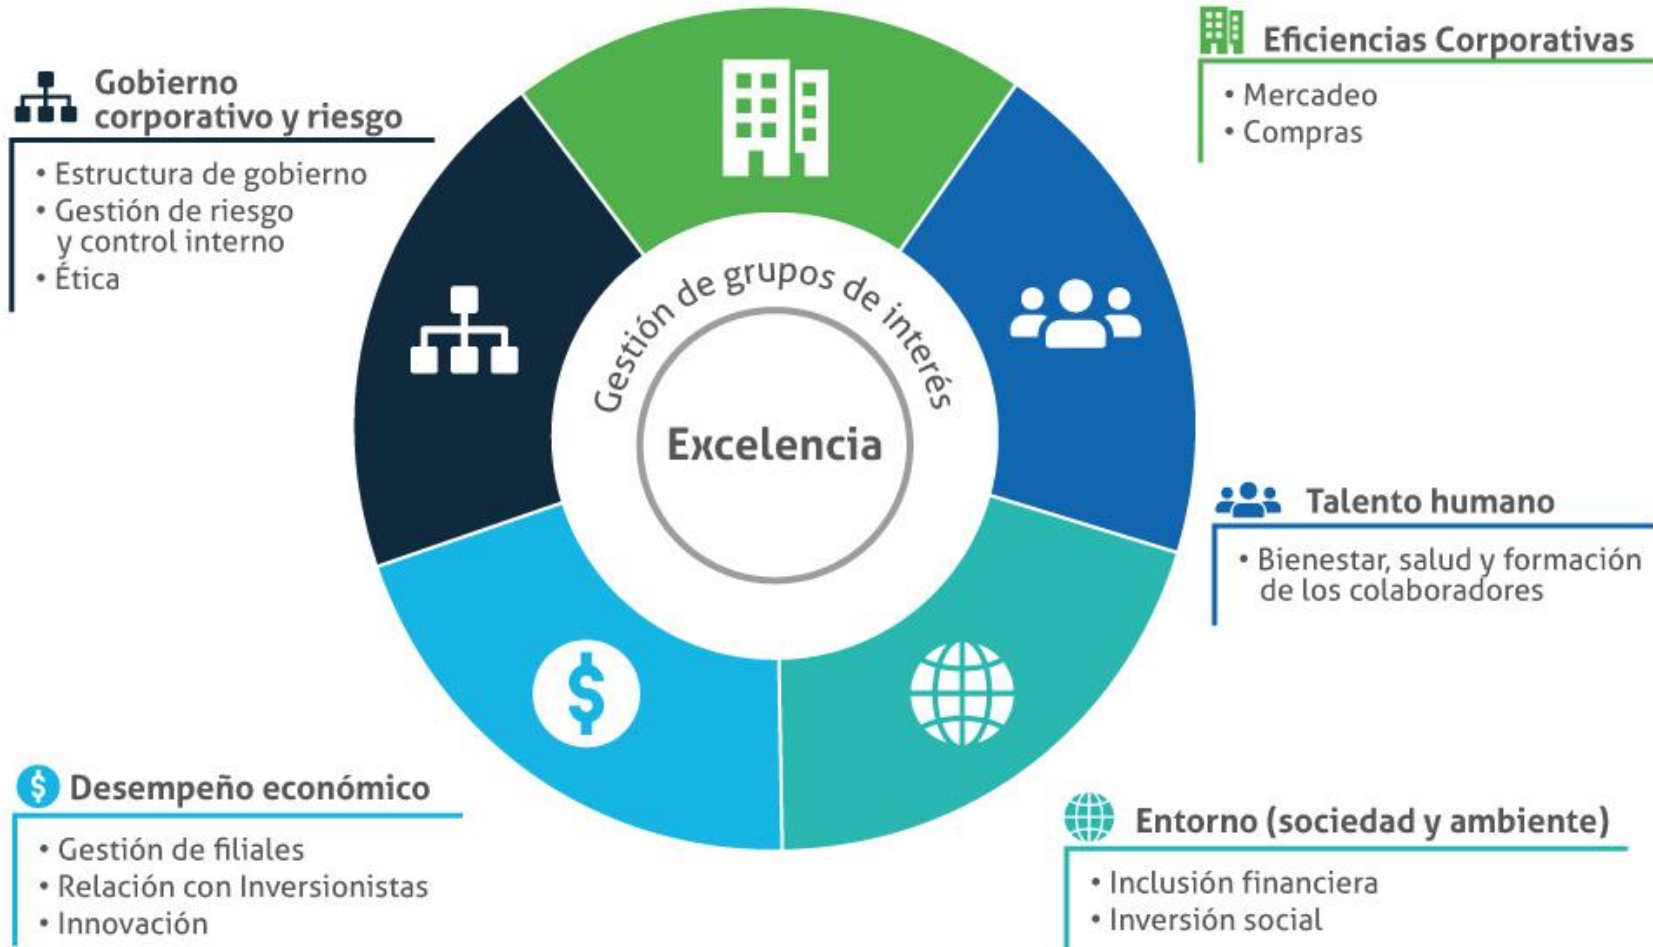 Gobierno
corporativo y riesgo
• Estructura de gobierno
• Gestión de riesgo
y control interno
• Ética
Eficiencias Corporativas
• Mercadeo
• Compras
Gestión de grupos de interés
Excelencia
Talento humano
• Bienestar, salud y formación
de los colaboradores
$
$ Desempeño económico
• Gestión de filiales
• Relación con Inversionistas
• Innovación
Entorno (sociedad y ambiente)
• Inclusión financiera
• Inversión social